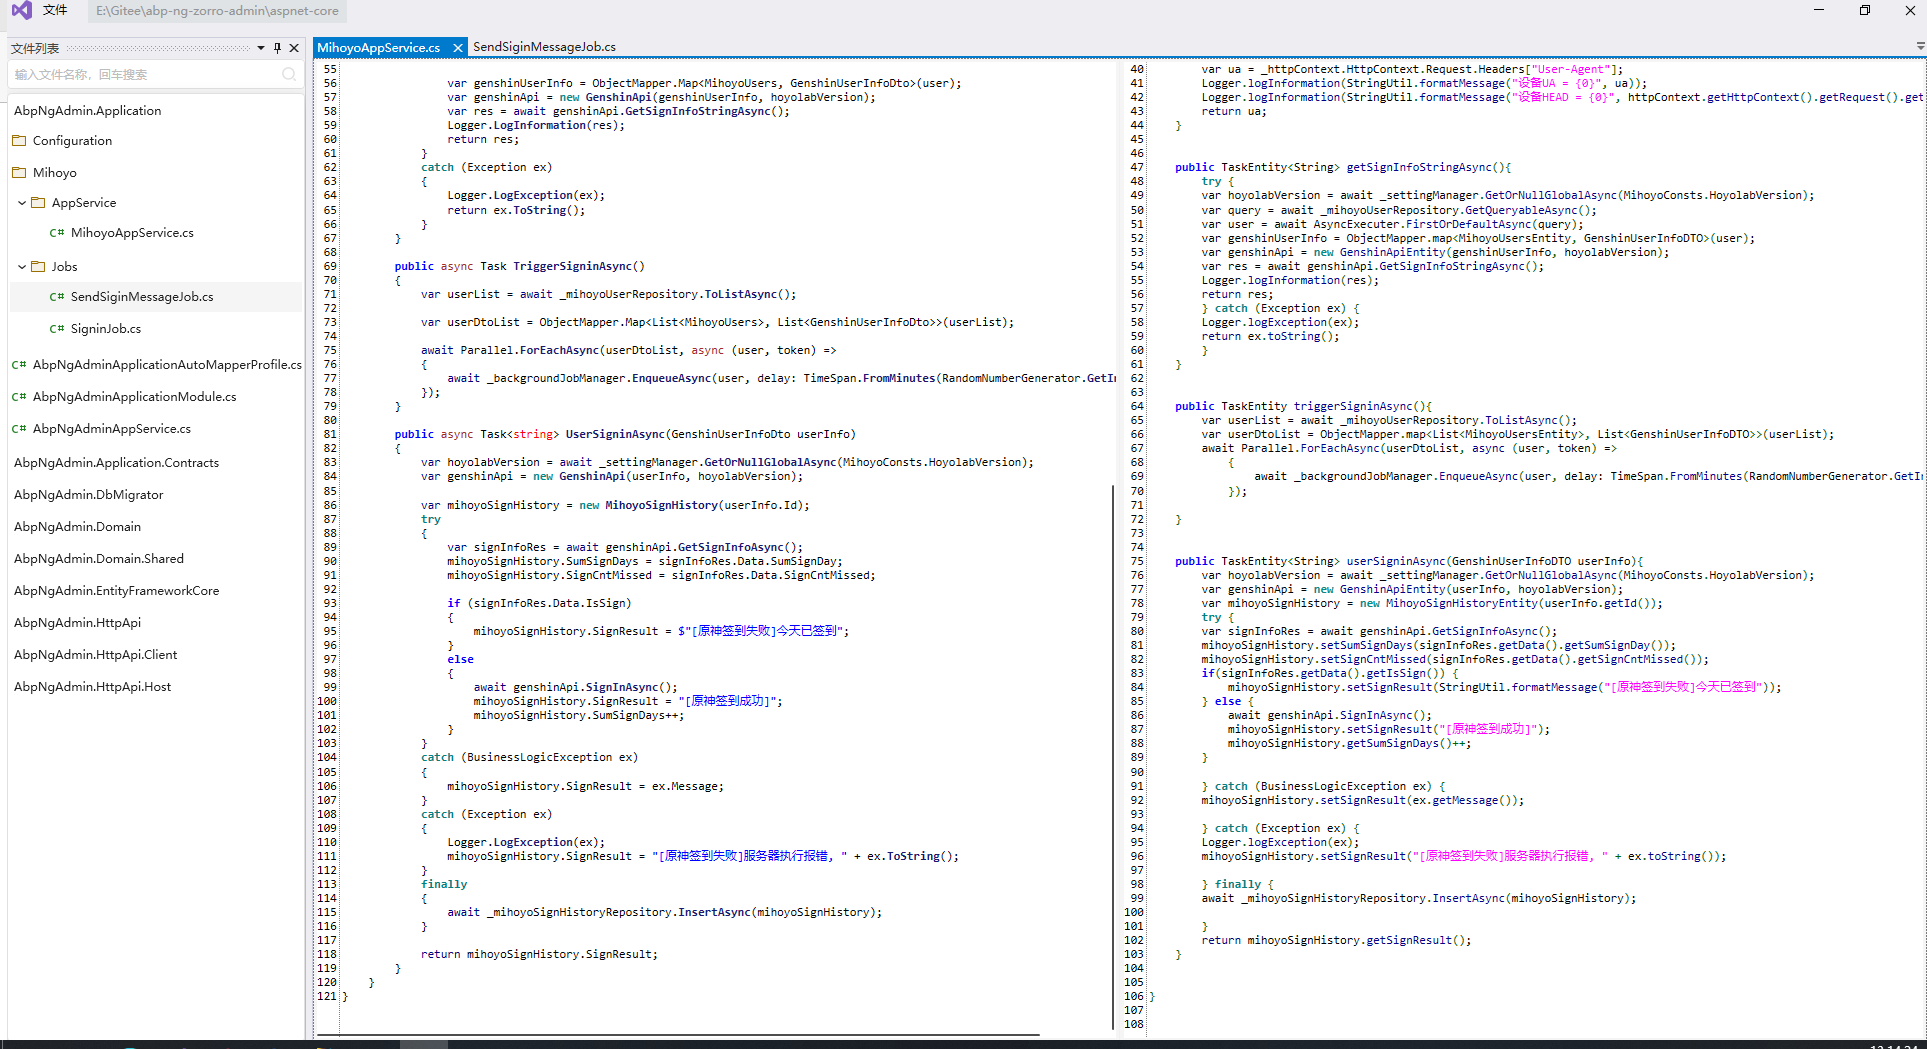 文件
E:\Gitee\abp-ng-zorro-admin\aspnet-core
文件列表
输入文件名称，回车搜索
AbpNgAdmin.Application
Configuration
Mihoyo
AppService
C# MihoyoAppService.cs
Jobs
C# SendSiginMessageJob.cs
C# SigninJob.cs
C# AbpNgAdminApplicationAutoMapperProfile.cs
C# AbpNgAdminApplicationModule.cs
C# AbpNgAdminAppService.cs
AbpNgAdmin.Application.Contracts
AbpNgAdmin.DbMigrator
AbpNgAdmin.Domain
AbpNgAdmin.Domain.Shared
AbpNgAdmin.EntityFrameworkCore
AbpNgAdmin.HttpApi
AbpNgAdmin.HttpApi.Client
AbpNgAdmin.HttpApi.Host
MihoyoAppService.cs
SendSiginMessageJob.cs
55
56 var genshinUserInfo = ObjectMapper.Map<MihoyoUsers, GenshinUserInfoDto>(user);
57 var genshinApi = new GenshinApi(genshinUserInfo, hoyolabVersion);
58 var res = await genshinApi.GetSignInfoStringAsync();
59 Logger.LogInformation(res);
60 return res;
61 }
62 catch (Exception ex)
63 {
64 Logger.LogException(ex);
65 return ex.ToString();
66 }
67 }
68
69 public async Task TriggerSigninAsync()
70 {
71 var userList = await _mihoyoUserRepository.ToListAsync();
72
73 var userDtoList = ObjectMapper.Map<List<MihoyoUsers>, List<GenshinUserInfoDto>>(userList);
74
75 await Parallel.ForEachAsync(userDtoList, async (user, token) =>
76 {
77 await _backgroundJobManager.EnqueueAsync(user, delay: TimeSpan.FromMinutes(RandomNumberGenerator.GetIn
78 });
79 }
80
81 public async Task<string> UserSigninAsync(GenshinUserInfoDto userInfo)
82 {
83 var hoyolabVersion = await _settingManager.GetOrNullGlobalAsync(MihoyoConsts.HoyolabVersion);
84 var genshinApi = new GenshinApi(userInfo, hoyolabVersion);
85
86 var mihoyoSignHistory = new MihoyoSignHistory(userInfo.Id);
87 try
88 {
89 var signInfoRes = await genshinApi.GetSignInfoAsync();
90 mihoyoSignHistory.SumSignDays = signInfoRes.Data.SumSignDay;
91 mihoyoSignHistory.SignCntMissed = signInfoRes.Data.SignCntMissed;
92
93 if (signInfoRes.Data.IsSign)
94 {
95 mihoyoSignHistory.SignResult = $"[原神签到失败]今天已签到";
96 }
97 else
98 {
99 await genshinApi.SignInAsync();
100 mihoyoSignHistory.SignResult = "[原神签到成功]";
101 mihoyoSignHistory.SumSignDays++;
102 }
103 }
104 catch (BusinessLogicException ex)
105 {
106 mihoyoSignHistory.SignResult = ex.Message;
107 }
108 catch (Exception ex)
109 {
110 Logger.LogException(ex);
111 mihoyoSignHistory.SignResult = "[原神签到失败]服务器执行报错，" + ex.ToString();
112 }
113 finally
114 {
115 await _mihoyoSignHistoryRepository.InsertAsync(mihoyoSignHistory);
116 }
117
118 return mihoyoSignHistory.SignResult;
119 }
120 }
121 }
40 var ua = _httpContext.HttpContext.Request.Headers["User-Agent"];
41 Logger.logInformation(StringUtil.formatMessage("设备UA = {0}", ua));
42 Logger.logInformation(StringUtil.formatMessage("设备HEAD = {0}", httpContext.getHttpContext().getRequest().get
43 return ua;
44 }
45
46
47 public TaskEntity<String> getSignInfoStringAsync(){
48 try {
49 var hoyolabVersion = await _settingManager.GetOrNullGlobalAsync(MihoyoConsts.HoyolabVersion);
50 var query = await _mihoyoUserRepository.GetQueryableAsync();
51 var user = await AsyncExecuter.FirstOrDefaultAsync(query);
52 var genshinUserInfo = ObjectMapper.map<MihoyoUsersEntity, GenshinUserInfoDTO>(user);
53 var genshinApi = new GenshinApiEntity(genshinUserInfo, hoyolabVersion);
54 var res = await genshinApi.GetSignInfoStringAsync();
55 Logger.logInformation(res);
56 return res;
57 } catch (Exception ex) {
58 Logger.logException(ex);
59 return ex.toString();
60 }
61 }
62
63
64 public TaskEntity triggerSigninAsync(){
65 var userList = await _mihoyoUserRepository.ToListAsync();
66 var userDtoList = ObjectMapper.map<List<MihoyoUsersEntity>, List<GenshinUserInfoDTO>>(userList);
67 await Parallel.ForEachAsync(userDtoList, async (user, token) =>
68 {
69 await _backgroundJobManager.EnqueueAsync(user, delay: TimeSpan.FromMinutes(RandomNumberGenerator.GetIn
70 });
71
72 }
73
74
75 public TaskEntity<String> userSigninAsync(GenshinUserInfoDTO userInfo){
76 var hoyolabVersion = await _settingManager.GetOrNullGlobalAsync(MihoyoConsts.HoyolabVersion);
77 var genshinApi = new GenshinApiEntity(userInfo, hoyolabVersion);
78 var mihoyoSignHistory = new MihoyoSignHistoryEntity(userInfo.getId());
79 try {
80 var signInfoRes = await genshinApi.GetSignInfoAsync();
81 mihoyoSignHistory.setSumSignDays(signInfoRes.getData().getSumSignDay());
82 mihoyoSignHistory.setSignCntMissed(signInfoRes.getData().getSignCntMissed());
83 if(signInfoRes.getData().getIsSign()) {
84 mihoyoSignHistory.setSignResult(StringUtil.formatMessage("[原神签到失败]今天已签到"));
85 } else {
86 await genshinApi.SignInAsync();
87 mihoyoSignHistory.setSignResult("[原神签到成功]");
88 mihoyoSignHistory.getSumSignDays()++;
89 }
90
91 } catch (BusinessLogicException ex) {
92 mihoyoSignHistory.setSignResult(ex.getMessage());
93
94 } catch (Exception ex) {
95 Logger.logException(ex);
96 mihoyoSignHistory.setSignResult("[原神签到失败]服务器执行报错，" + ex.toString());
97
98 } finally {
99 await _mihoyoSignHistoryRepository.InsertAsync(mihoyoSignHistory);
100
101 }
102 return mihoyoSignHistory.getSignResult();
103 }
104
105
106 }
107
108